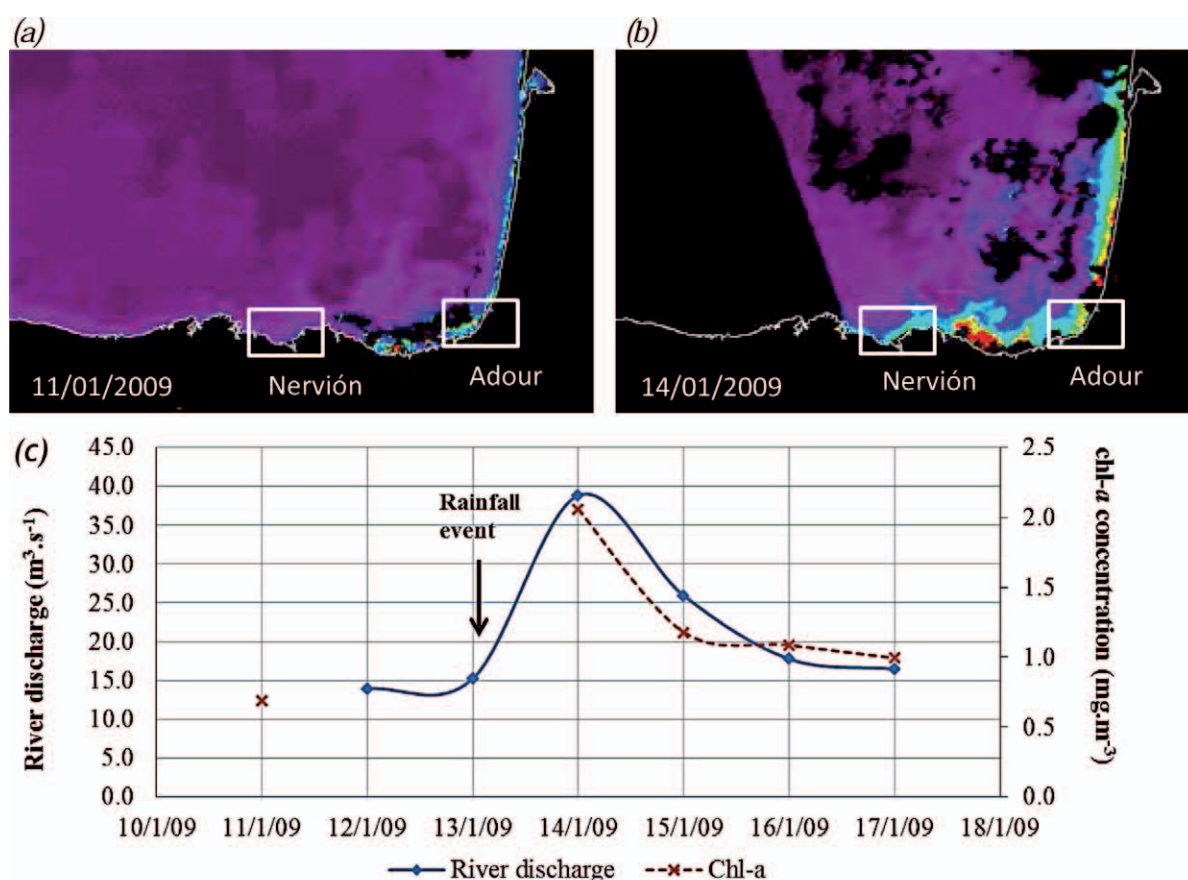 (a)
(b)
Nervión
Adour
11/01/2009
Nervión
Adour
14/01/2009
(c)
45.0
40.0
35.0
30.0
25.0
20.0
15.0
10.0
5.0
0.0
River discharge (m³.s⁻¹)
Rainfall
event
2.5
2.0
1.5
1.0
0.5
0.0
chl-a concentration (mg.m⁻³)
10/1/09 11/1/09 12/1/09 13/1/09 14/1/09 15/1/09 16/1/09 17/1/09 18/1/09
River discharge Chl-a